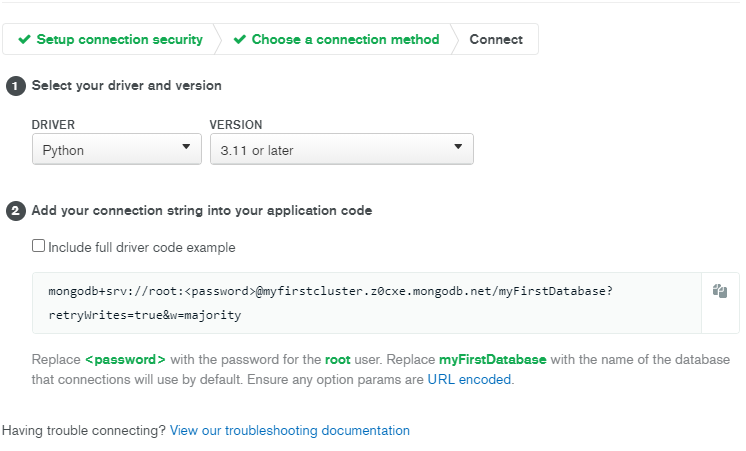 Setup connection security Choose a connection method Connect
1 Select your driver and version
DRIVER VERSION
Python 3.11 or later
2 Add your connection string into your application code
Include full driver code example
mongodb+srv://root:<password>@myfirstcluster.z0cxe.mongodb.net/myFirstDatabase?
retryWrites=true&w=majority
Replace <password> with the password for the root user. Replace myFirstDatabase with the name of the database
that connections will use by default. Ensure any option params are URL encoded.
Having trouble connecting? View our troubleshooting documentation